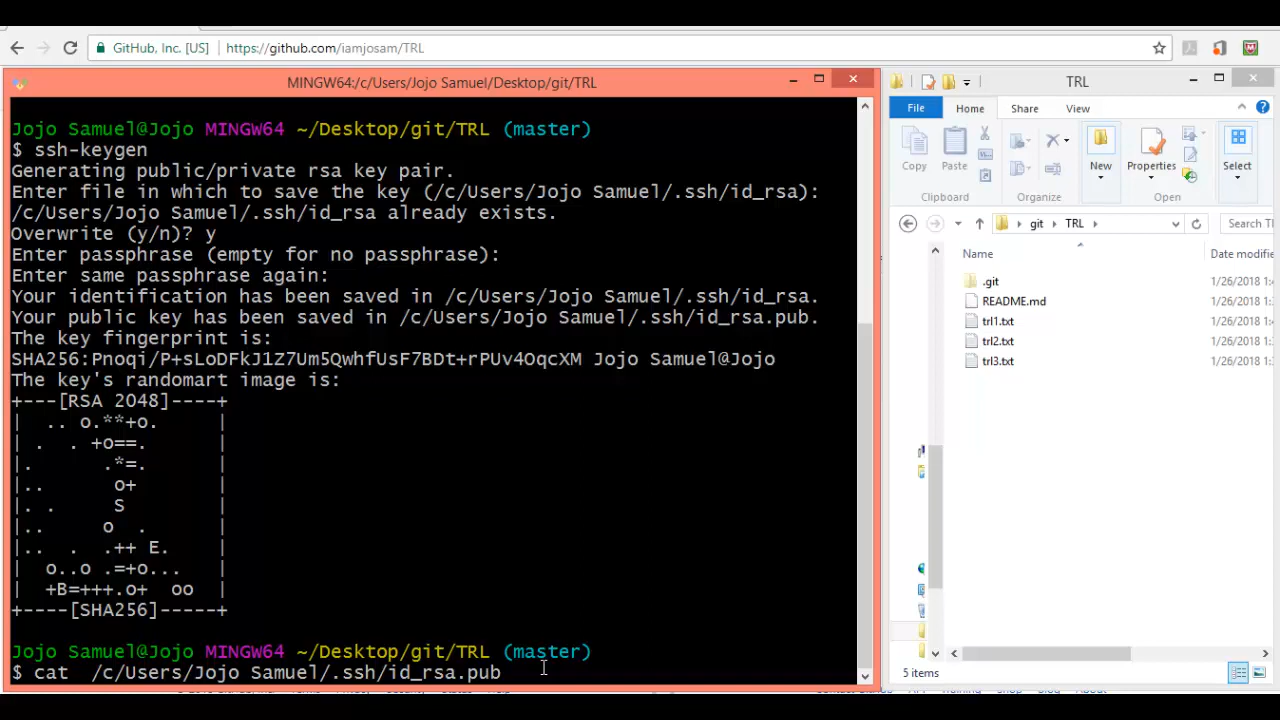 GitHub, Inc. [US] https://github.com/iamjosam/TRL
MINGW64:/c/Users/Jojo Samuel/Desktop/git/TRL
Jojo Samuel@Jojo MINGW64 ~/Desktop/git/TRL (master)
$ ssh-keygen
Generating public/private rsa key pair.
Enter file in which to save the key (/c/Users/Jojo Samuel/.ssh/id_rsa):
/c/Users/Jojo Samuel/.ssh/id_rsa already exists.
Overwrite (y/n)? y
Enter passphrase (empty for no passphrase):
Enter same passphrase again:
Your identification has been saved in /c/Users/Jojo Samuel/.ssh/id_rsa.
Your public key has been saved in /c/Users/Jojo Samuel/.ssh/id_rsa.pub.
The key fingerprint is:
SHA256:Pnoqi/P+sLoDFkJ1Z7Um5QwhfUsF7BDt+rPUv4OqcXM Jojo Samuel@Jojo
The key's randomart image is:
+---[RSA 2048]----+
|   .. o.**+o.      |
| .   . +o==.       |
|.       .*=.       |
|..       o+        |
|. .      S         |
|..      o   .      |
|..   .  .++ E.     |
|   o..o .=+o...    |
|   +B=+++.o+  oo   |
+----[SHA256]-----+
Jojo Samuel@Jojo MINGW64 ~/Desktop/git/TRL (master)
$ cat  /c/Users/Jojo Samuel/.ssh/id_rsa.pub
TRL
File Home Share View
Copy Paste New Properties Select
Clipboard Organize Open
git TRL Search TRL
Name Date modifie
.git 1/26/2018 1:
README.md 1/26/2018 1:
trl1.txt 1/26/2018 1:
trl2.txt 1/26/2018 1:
trl3.txt 1/26/2018 1:
5 items